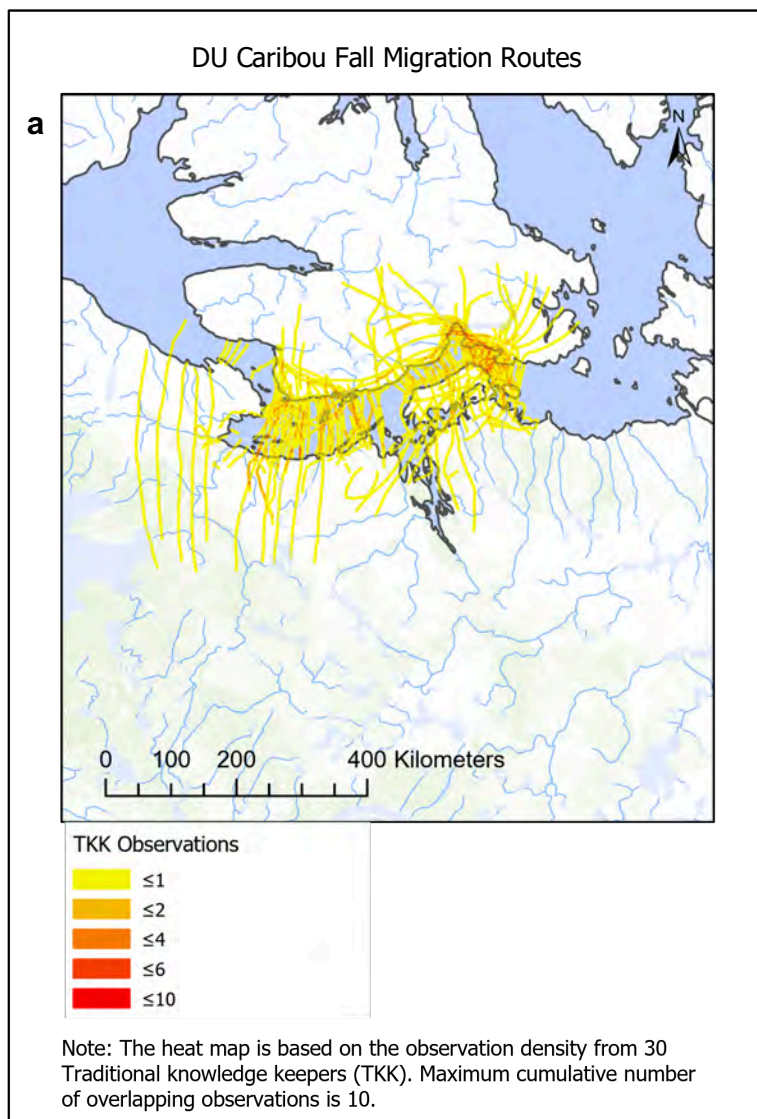 DU Caribou Fall Migration Routes
a
N
0 100 200 400 Kilometers
TKK Observations
≤1
≤2
≤4
≤6
≤10
Note: The heat map is based on the observation density from 30
Traditional knowledge keepers (TKK). Maximum cumulative number
of overlapping observations is 10.